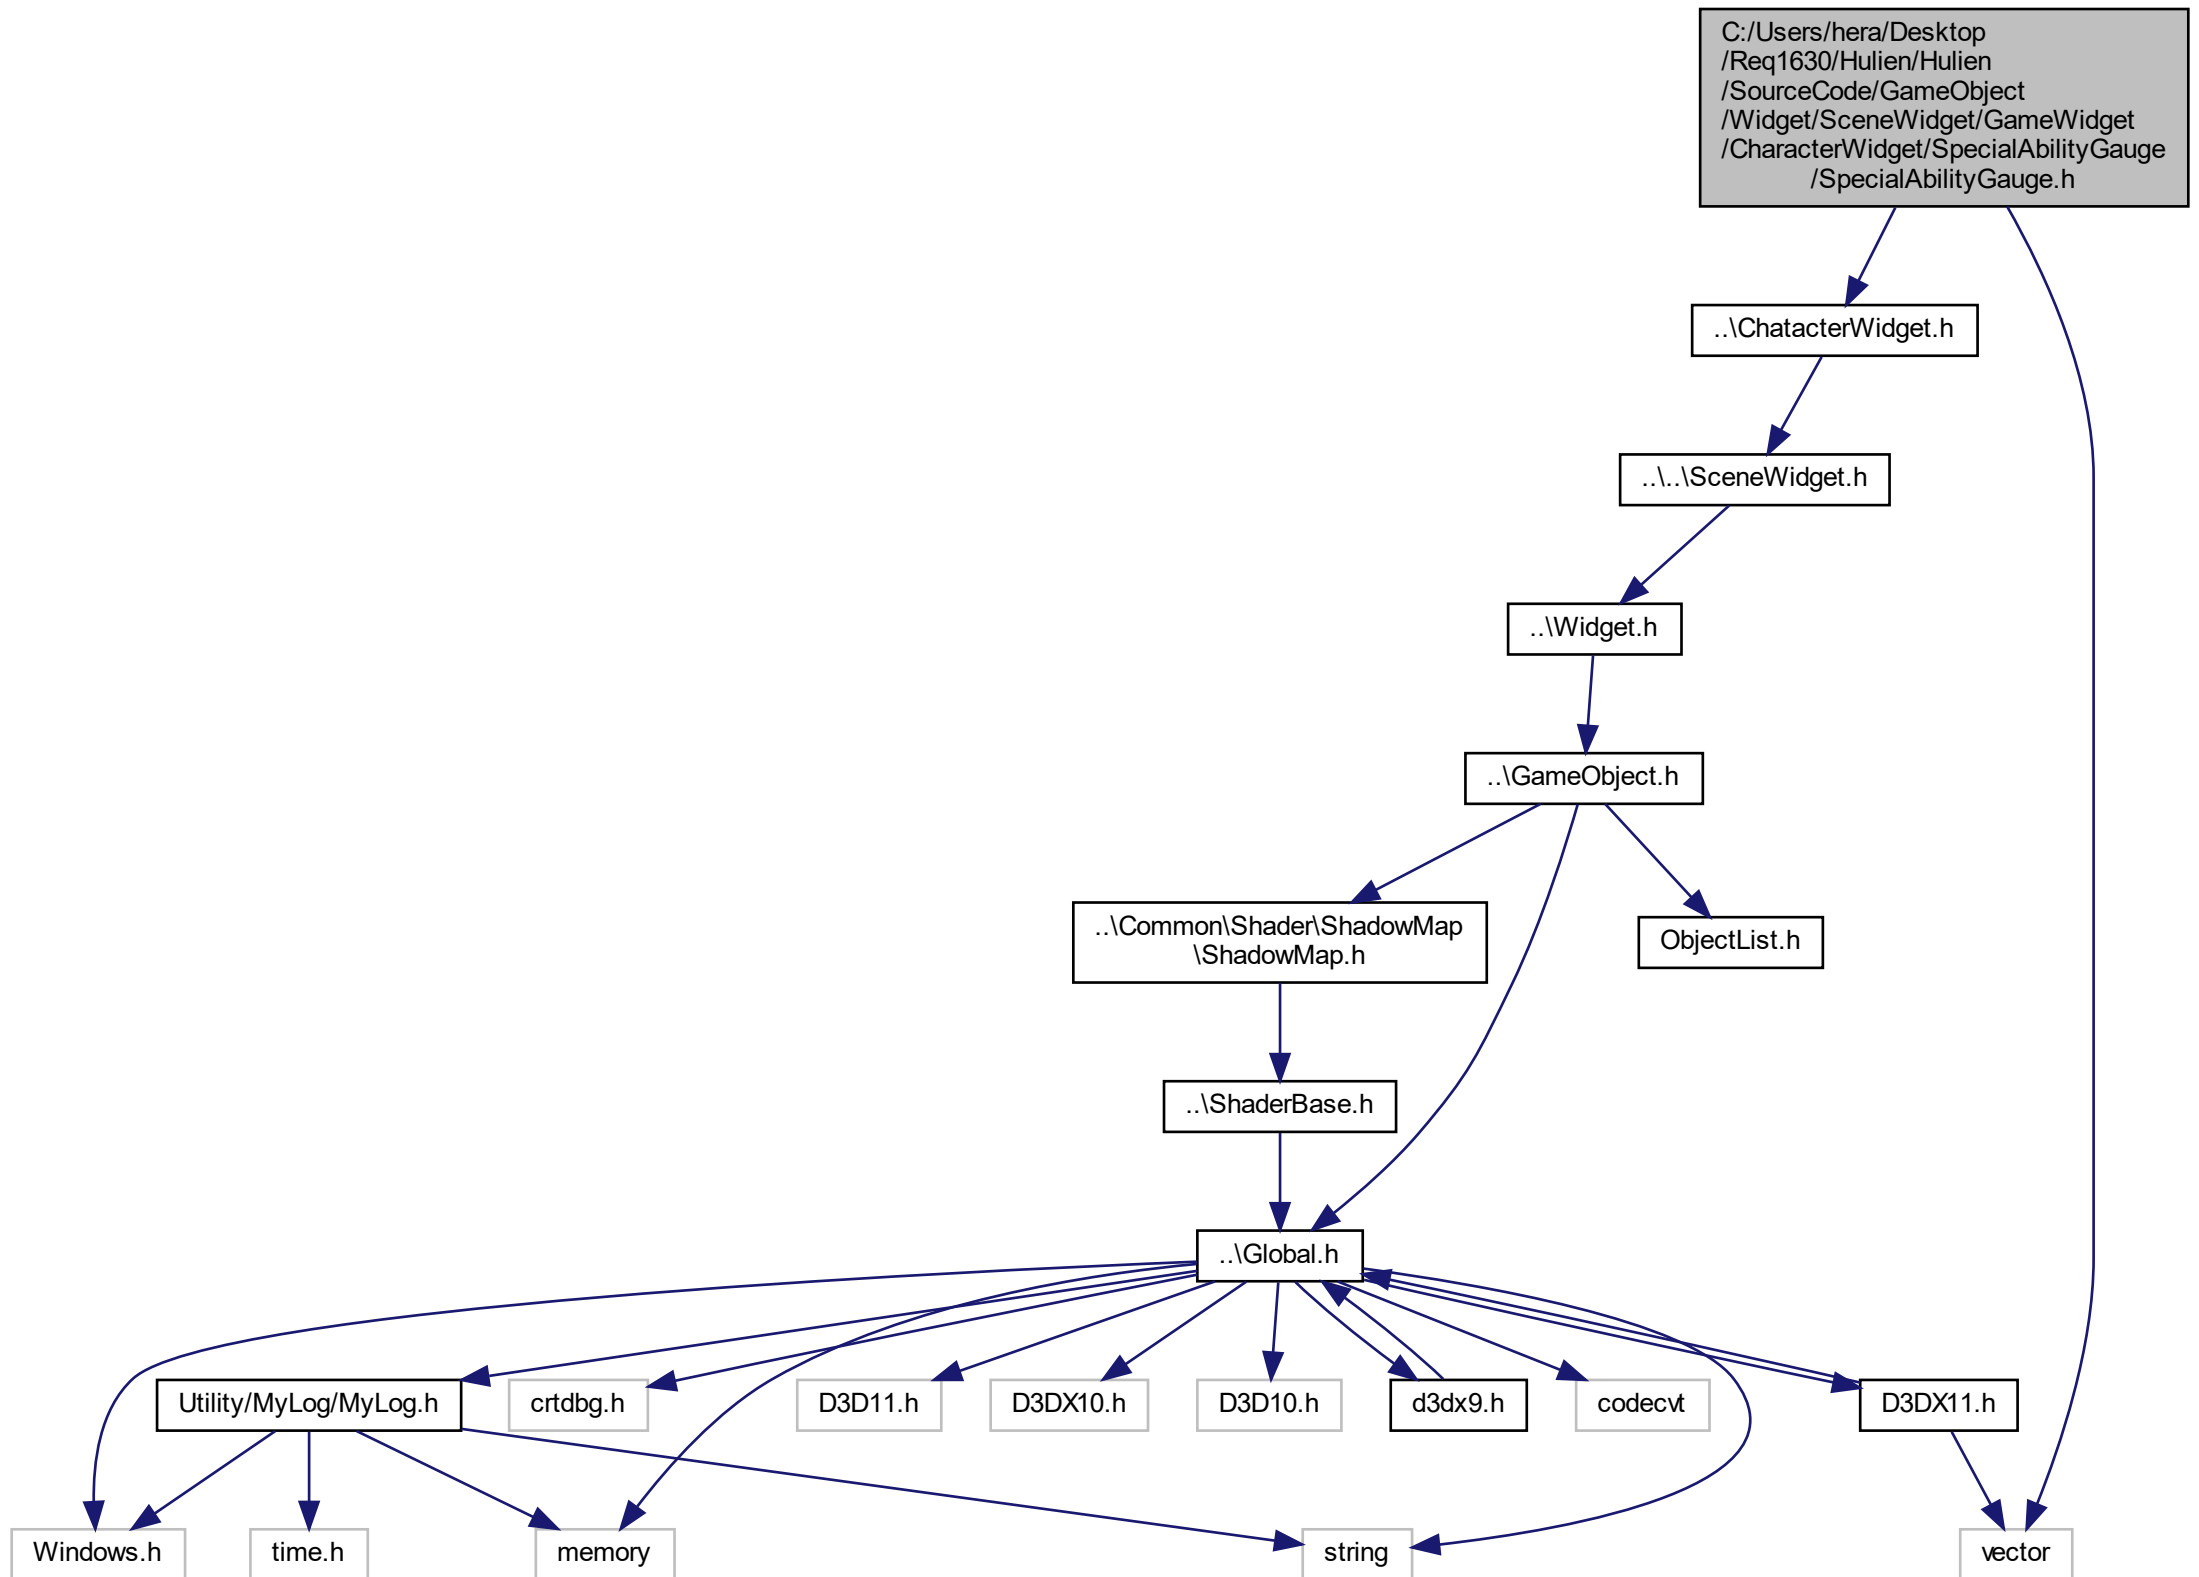 C:/Users/hera/Desktop
/Req1630/Hulien/Hulien
/SourceCode/GameObject
/Widget/SceneWidget/GameWidget
/CharacterWidget/SpecialAbilityGauge
/SpecialAbilityGauge.h
..\ChatacterWidget.h
..\..\SceneWidget.h
..\Widget.h
..\GameObject.h
..\Common\Shader\ShadowMap
\ShadowMap.h
ObjectList.h
..\ShaderBase.h
..\Global.h
Utility/MyLog/MyLog.h
crtdbg.h
D3D11.h
D3DX10.h
D3D10.h
d3dx9.h
codecvt
D3DX11.h
Windows.h
time.h
memory
string
vector